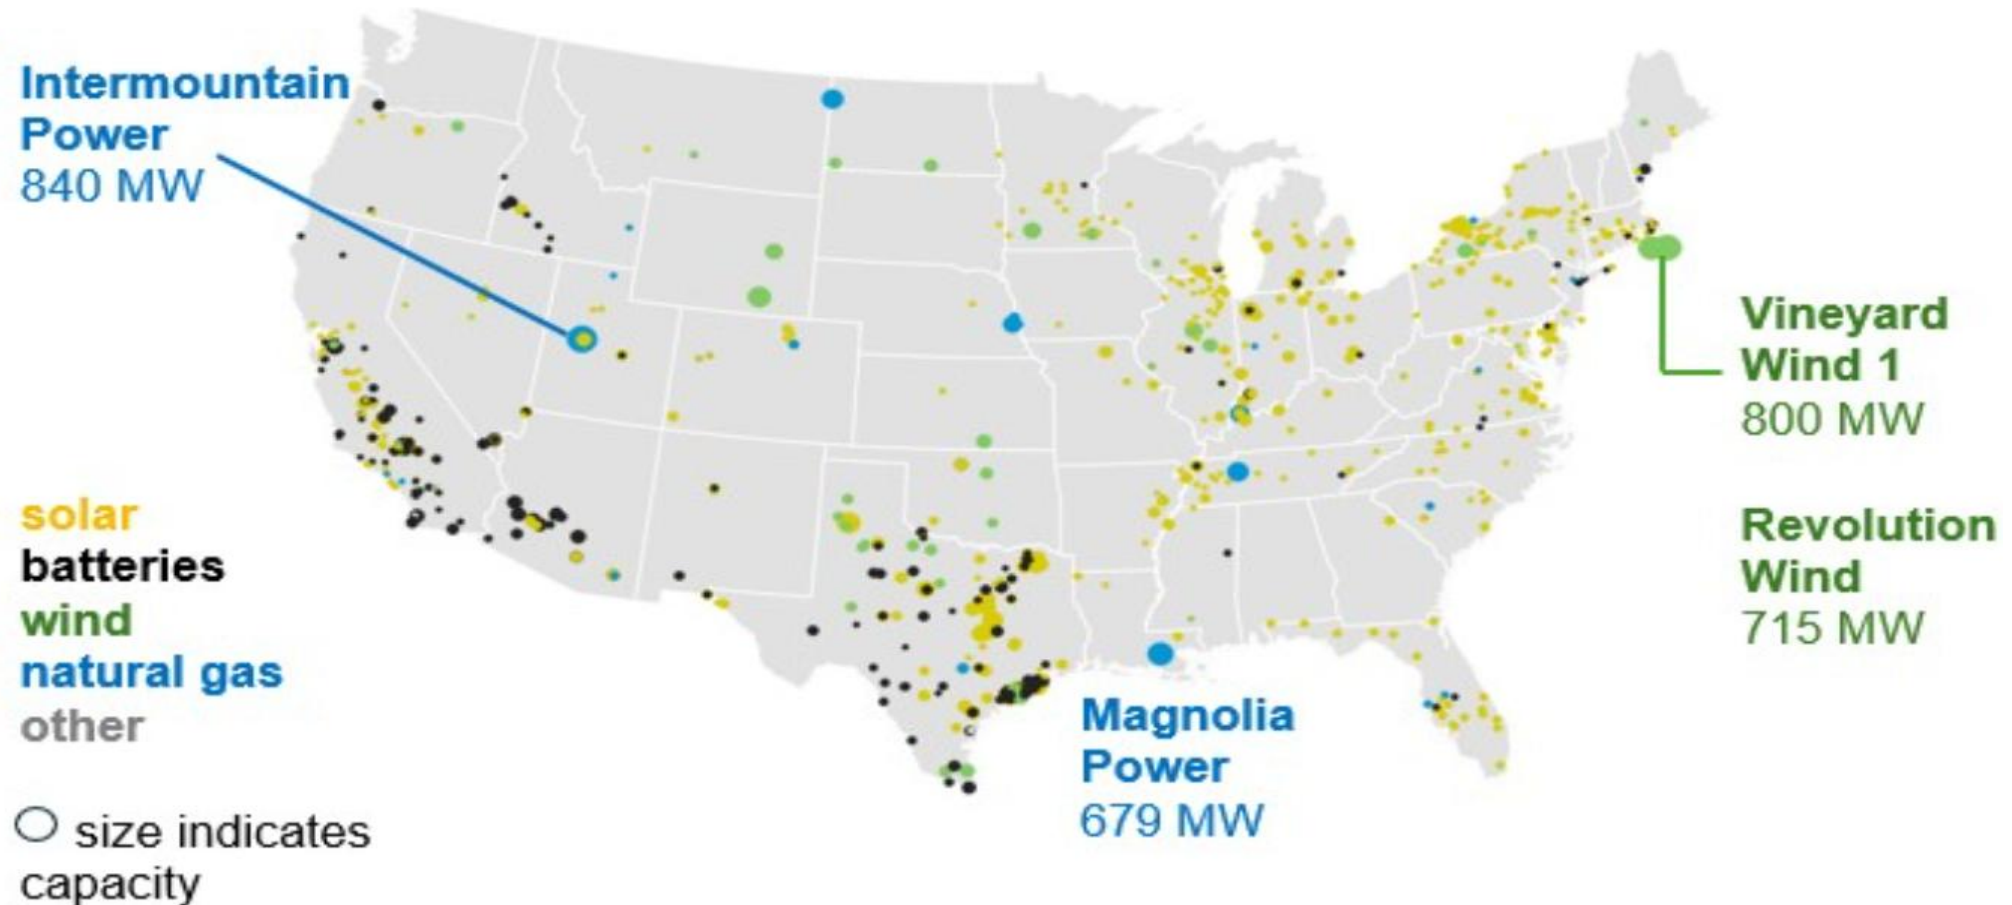 Intermountain
Power
840 MW
Vineyard
Wind 1
800 MW
Revolution
Wind
715 MW
Magnolia
Power
679 MW
solar
batteries
wind
natural gas
other
size indicates
capacity